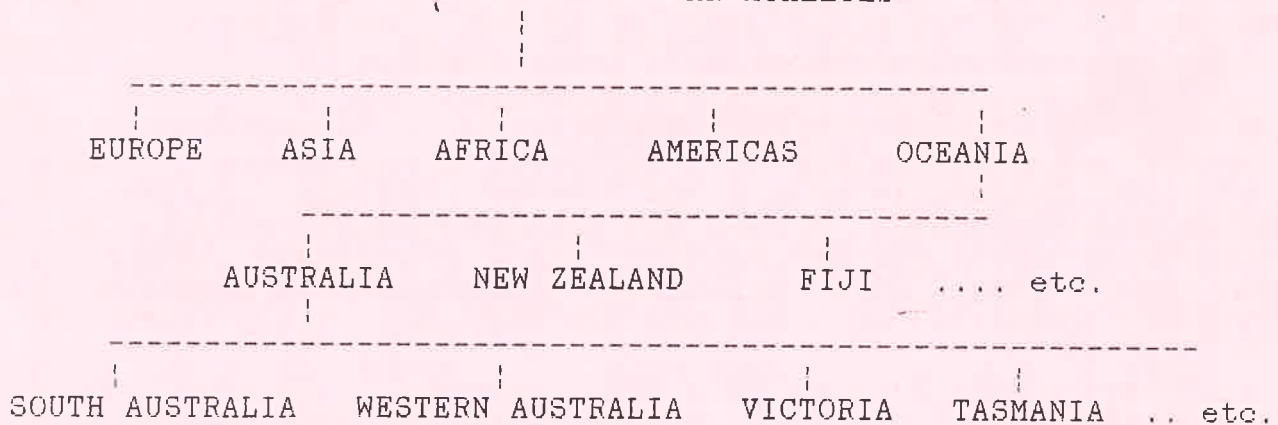 EUROPE ASIA AFRICA AMERICAS OCEANIA
AUSTRALIA NEW ZEALAND FIJI .... etc.
SOUTH AUSTRALIA WESTERN AUSTRALIA VICTORIA TASMANIA .. etc.